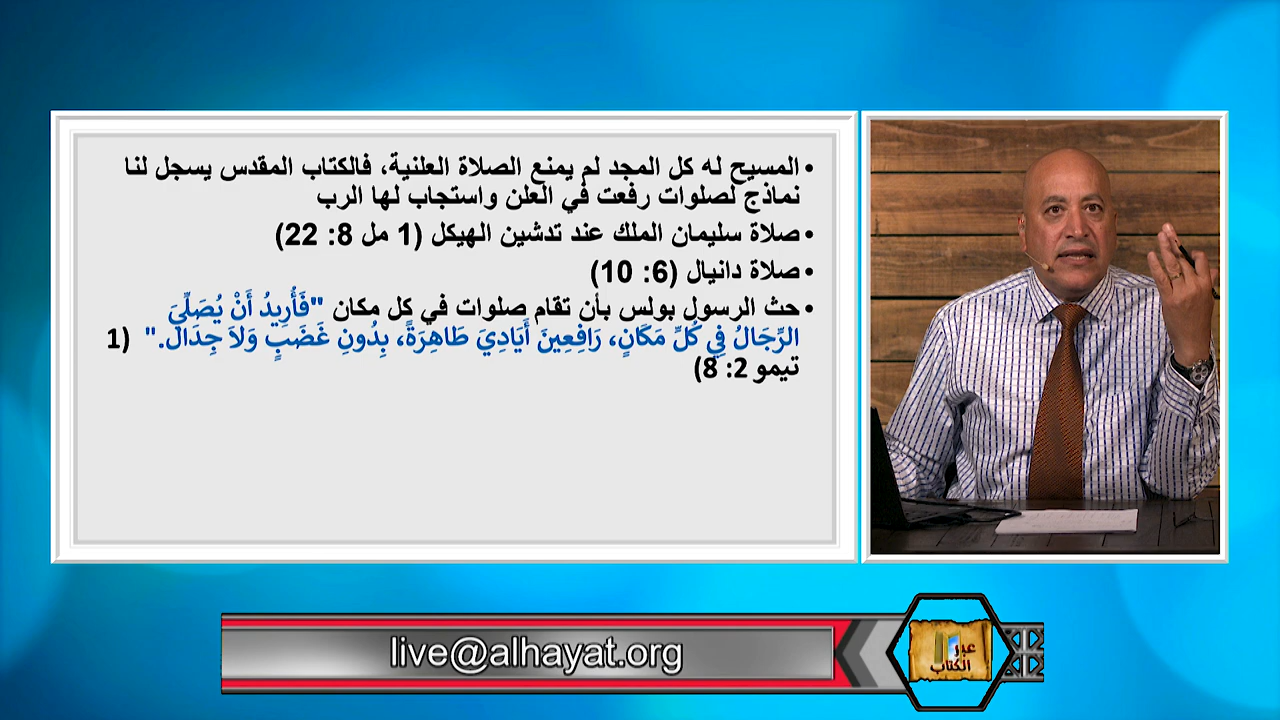 • المسيح له كل المجد لم يمنع الصلاة العلنية، فالكتاب المقدس يسجل لنا
نماذج لصلوات رفعت في العلن واستجاب لها الرب
• صلاة سليمان الملك عند تدشين الهيكل (1 مل 8: 22)
• صلاة دانيال (6: 10)
• حث الرسول بولس بأن تقام صلوات في كل مكان "فَأُرِيدُ أَنْ يُصَلِّيَ
الرِّجَالُ فِي كُلِّ مَكَانٍ، رَافِعِينَ أَيَادِيَ طَاهِرَةً، بِدُونِ غَضَبٍ وَلاَ جِدَال." (1
تيمو 2: 8)
live@alhayat.org
عبر
الكتاب